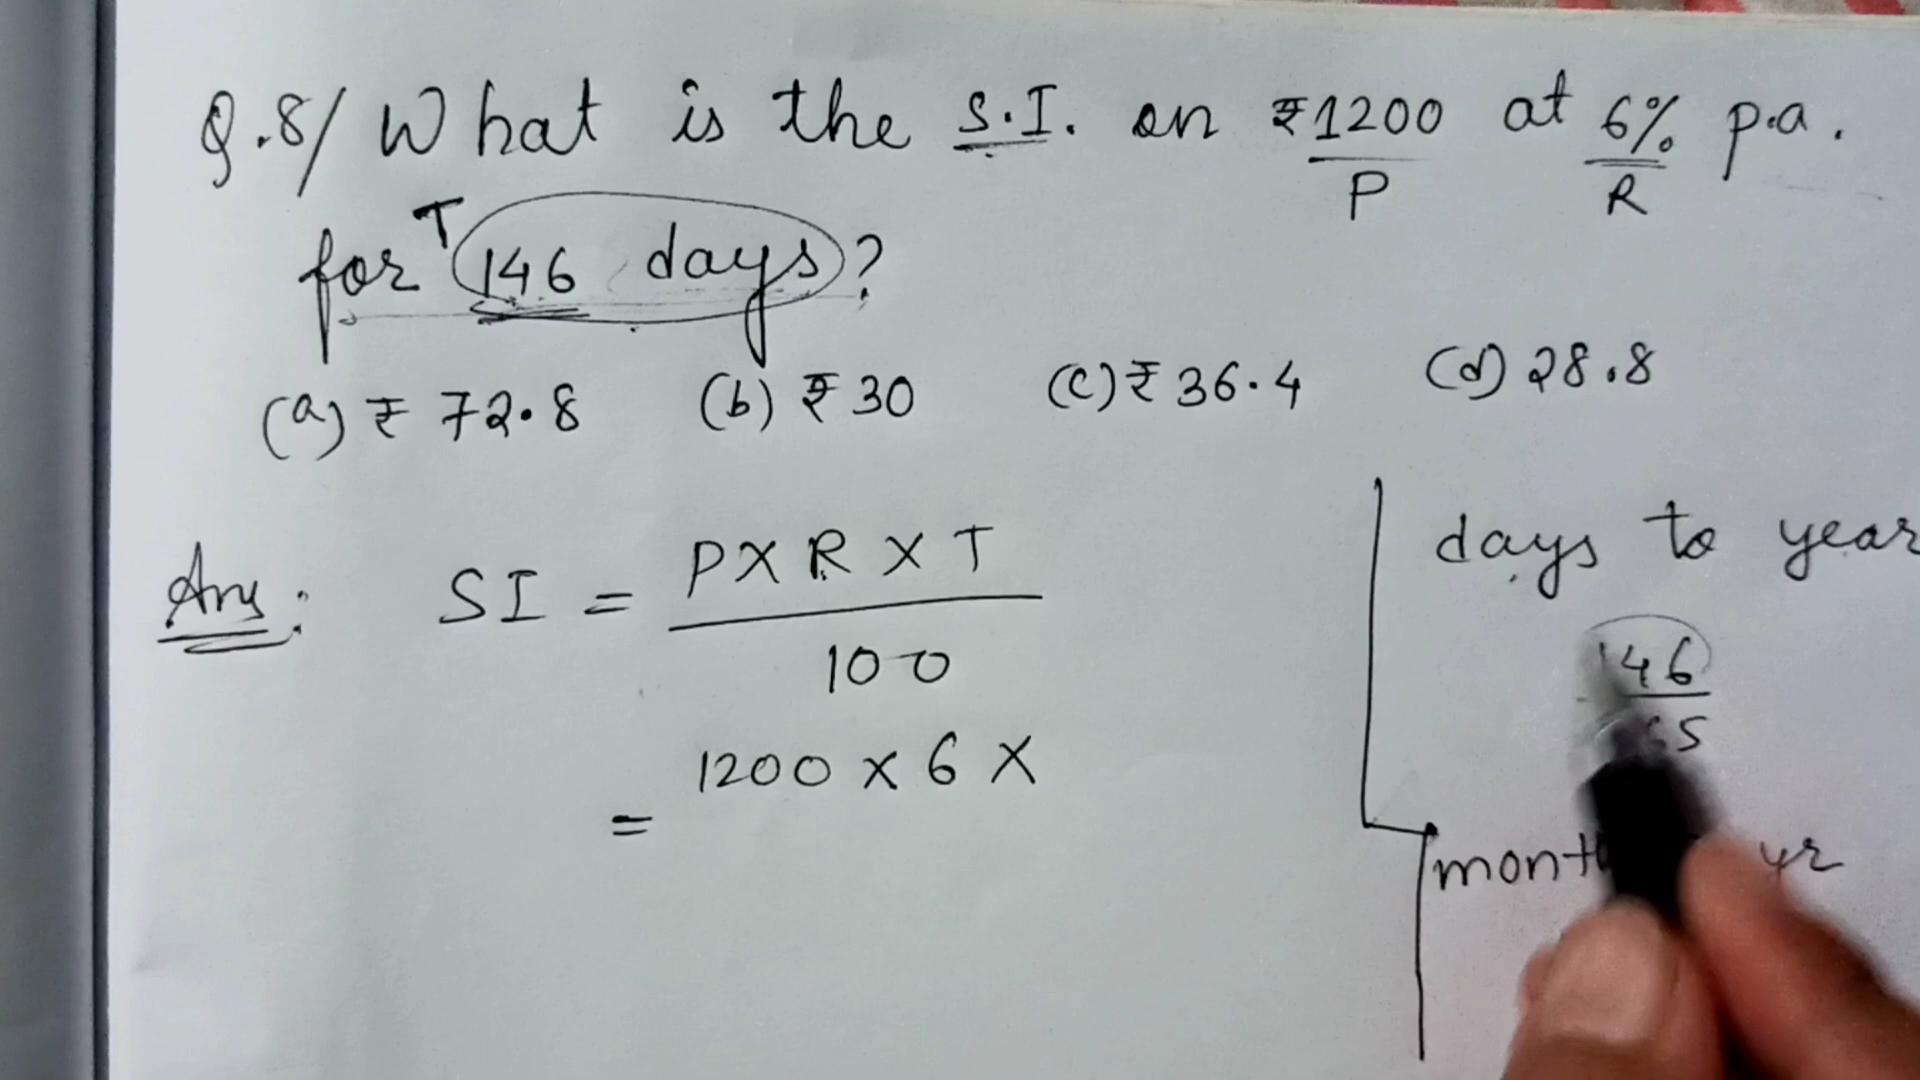 Q.8/ What is the S.I. on ₹1200 at 6% p.a.
P R
for T 146 days?
(a) ₹ 72.8 (b) ₹ 30 (c) ₹ 36.4 (d) 28.8
Ans: SI = P X R X T
100
= 1200 x 6 x
days to year
146
yr